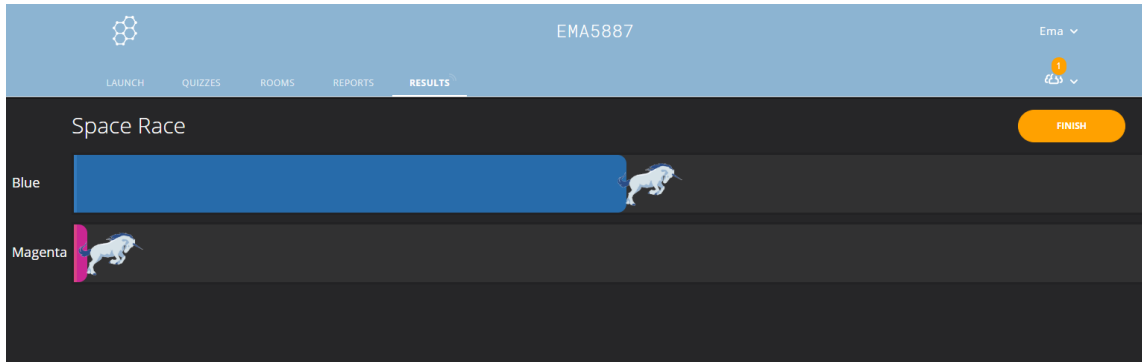 EMA5887
Ema
1
LAUNCH QUIZZES ROOMS REPORTS RESULTS
Space Race
FINISH
Blue
Magenta